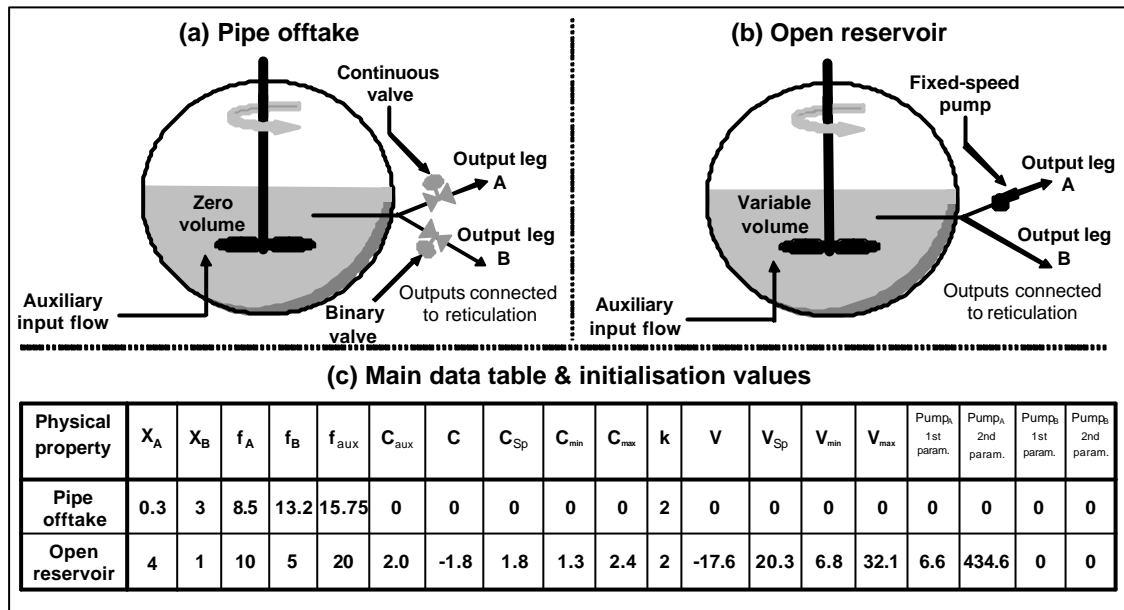 (a) Pipe offtake
Continuous
valve
Output leg
A
Zero
volume
Output leg
B
Auxiliary
input flow
Binary
valve
Outputs connected
to reticulation
(b) Open reservoir
Fixed-speed
pump
Output leg
A
Variable
volume
Output leg
B
Auxiliary
input flow
Outputs connected
to reticulation
(c) Main data table & initialisation values
Physical property X_A X_B f_A f_B f_aux C_aux C C_Sp C_min C_max k V V_Sp V_min V_max Pump_A 1st param. Pump_A 2nd param. Pump_B 1st param. Pump_B 2nd param.
Pipe offtake 0.3 3 8.5 13.2 15.75 0 0 0 0 0 2 0 0 0 0 0 0 0 0
Open reservoir 4 1 10 5 20 2.0 -1.8 1.8 1.3 2.4 2 -17.6 20.3 6.8 32.1 6.6 434.6 0 0